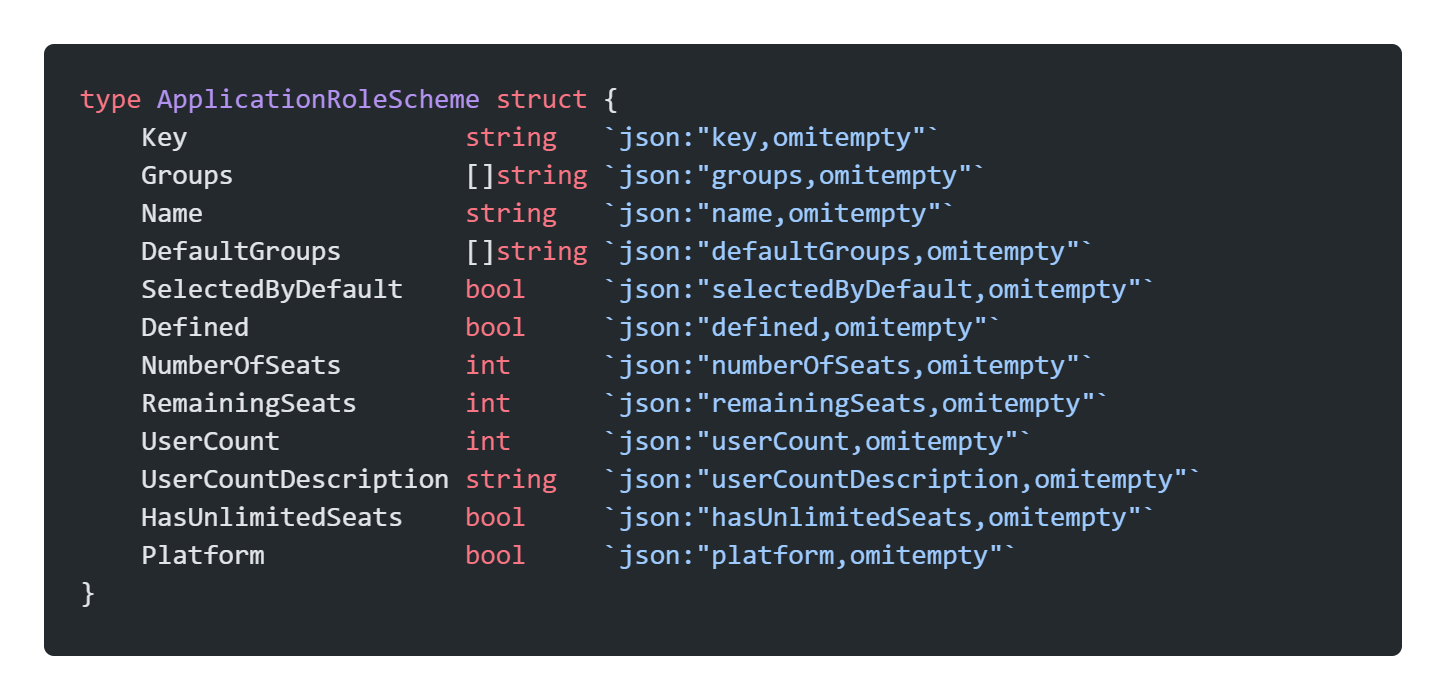 type ApplicationRoleScheme struct {
    Key                  string   `json:"key,omitempty"`
    Groups               []string `json:"groups,omitempty"`
    Name                 string   `json:"name,omitempty"`
    DefaultGroups        []string `json:"defaultGroups,omitempty"`
    SelectedByDefault    bool     `json:"selectedByDefault,omitempty"`
    Defined              bool     `json:"defined,omitempty"`
    NumberOfSeats        int      `json:"numberOfSeats,omitempty"`
    RemainingSeats       int      `json:"remainingSeats,omitempty"`
    UserCount            int      `json:"userCount,omitempty"`
    UserCountDescription string   `json:"userCountDescription,omitempty"`
    HasUnlimitedSeats    bool     `json:"hasUnlimitedSeats,omitempty"`
    Platform             bool     `json:"platform,omitempty"`
}